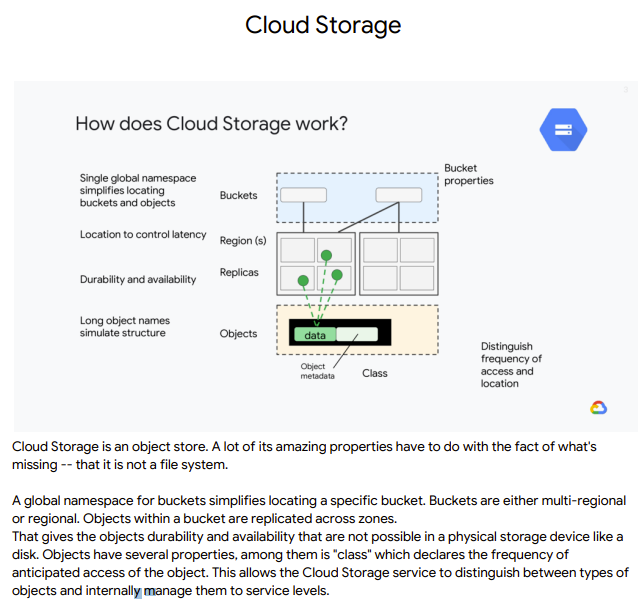 Cloud Storage
3
How does Cloud Storage work?
Single global namespace
simplifies locating
buckets and objects
Buckets
Bucket
properties
Location to control latency
Region (s)
Durability and availability
Replicas
Long object names
simulate structure
Objects
data
Object
metadata
Class
Distinguish
frequency of
access and
location
Cloud Storage is an object store. A lot of its amazing properties have to do with the fact of what's
missing -- that it is not a file system.
A global namespace for buckets simplifies locating a specific bucket. Buckets are either multi-regional
or regional. Objects within a bucket are replicated across zones.
That gives the objects durability and availability that are not possible in a physical storage device like a
disk. Objects have several properties, among them is "class" which declares the frequency of
anticipated access of the object. This allows the Cloud Storage service to distinguish between types of
objects and internally manage them to service levels.